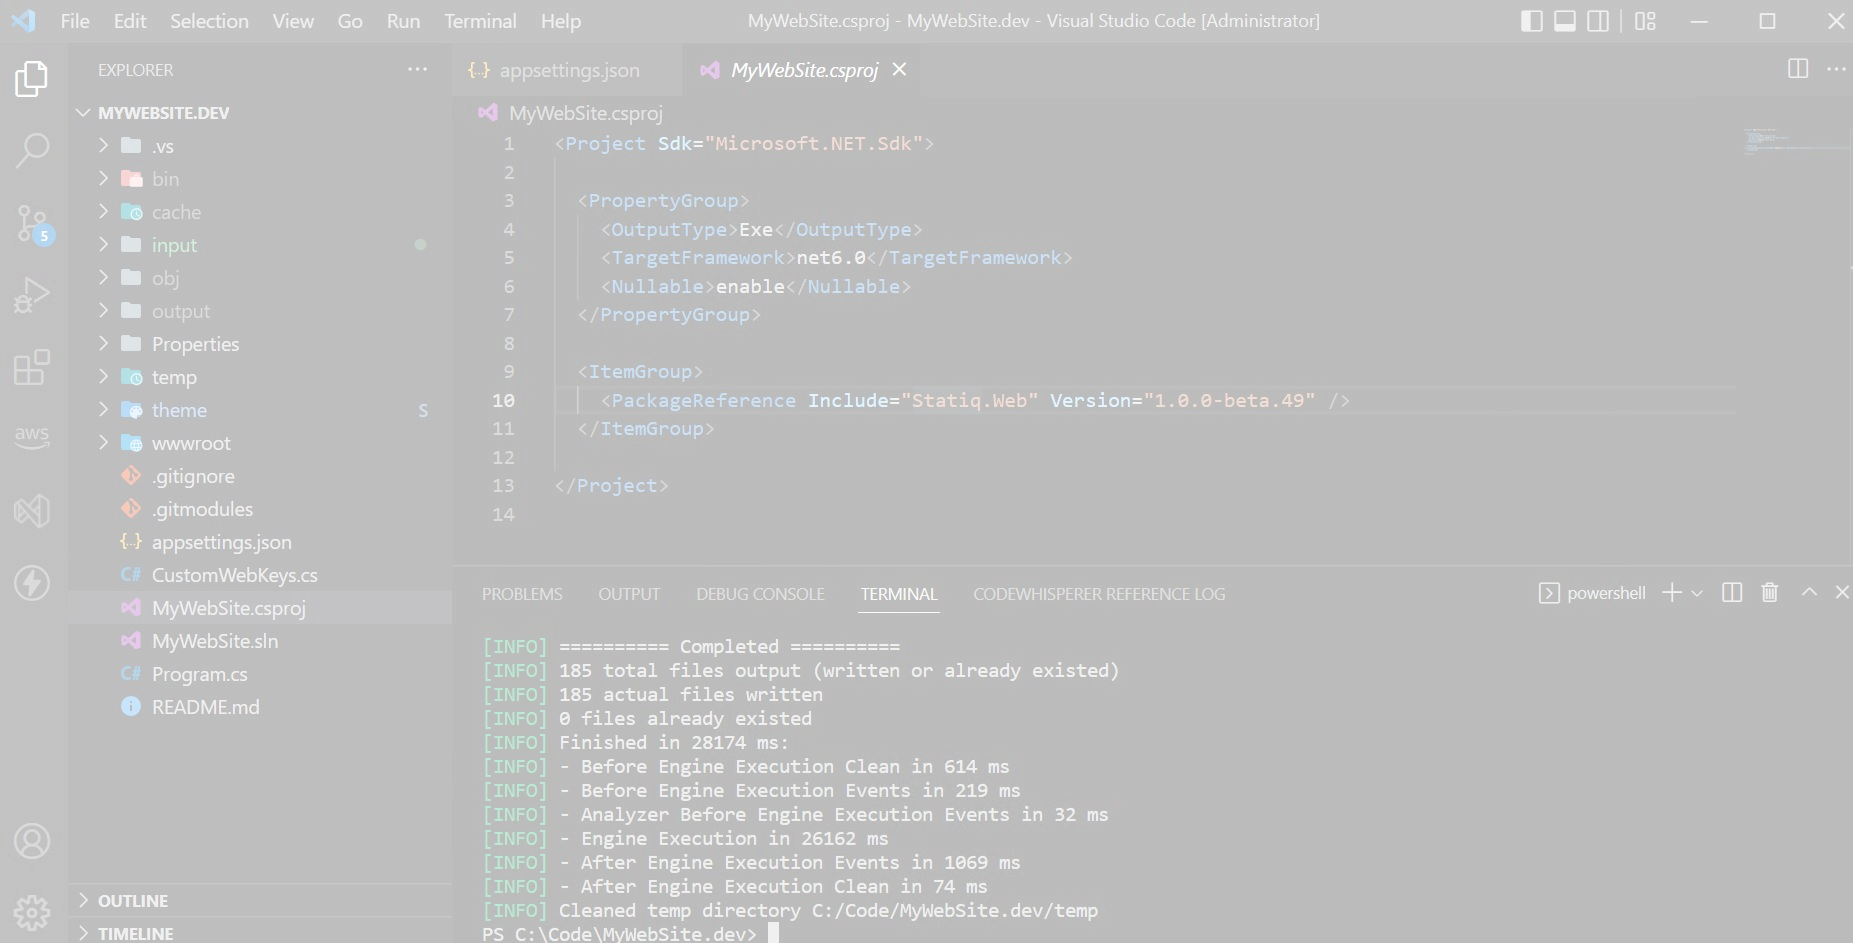 File Edit Selection View Go Run Terminal Help
MyWebSite.csproj - MyWebSite.dev - Visual Studio Code [Administrator]
EXPLORER
MYWEBSITE.DEV
.vs
bin
cache
input
obj
output
Properties
temp
theme S
wwwroot
.gitignore
.gitmodules
{..} appsettings.json
C# CustomWebKeys.cs
MyWebSite.csproj
MyWebSite.sln
C# Program.cs
README.md
OUTLINE
TIMELINE
5
aws
{..} appsettings.json
MyWebSite.csproj
MyWebSite.csproj
1 <Project Sdk="Microsoft.NET.Sdk">
2
3 <PropertyGroup>
4 <OutputType>Exe</OutputType>
5 <TargetFramework>net6.0</TargetFramework>
6 <Nullable>enable</Nullable>
7 </PropertyGroup>
8
9 <ItemGroup>
10 <PackageReference Include="Statiq.Web" Version="1.0.0-beta.49" />
11 </ItemGroup>
12
13 </Project>
14
PROBLEMS OUTPUT DEBUG CONSOLE TERMINAL CODEWHISPERER REFERENCE LOG
powershell
[INFO] ========== Completed ==========
[INFO] 185 total files output (written or already existed)
[INFO] 185 actual files written
[INFO] 0 files already existed
[INFO] Finished in 28174 ms:
[INFO] - Before Engine Execution Clean in 614 ms
[INFO] - Before Engine Execution Events in 219 ms
[INFO] - Analyzer Before Engine Execution Events in 32 ms
[INFO] - Engine Execution in 26162 ms
[INFO] - After Engine Execution Events in 1069 ms
[INFO] - After Engine Execution Clean in 74 ms
[INFO] Cleaned temp directory C:/Code/MyWebSite.dev/temp
PS C:\Code\MyWebSite.dev>